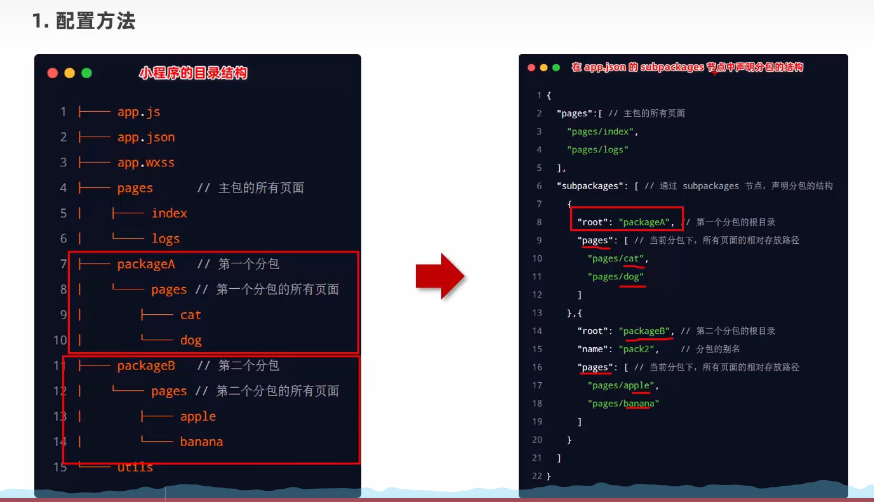 1. 配置方法
小程序的目录结构
1 ├── app.js
2 ├── app.json
3 ├── app.wxss
4 ├── pages // 主包的所有页面
5 │ ├── index
6 │ └── logs
7 ├── packageA // 第一个分包
8 │ └── pages // 第一个分包的所有页面
9 │ ├── cat
10 │ └── dog
11 ├── packageB // 第二个分包
12 │ └── pages // 第二个分包的所有页面
13 │ ├── apple
14 │ └── banana
15 └── utils
在 app.json 的 subpackages 节点中声明分包的结构
1 {
2 "pages":[ // 主包的所有页面
3 "pages/index",
4 "pages/logs"
5 ],
6 "subpackages": [ // 通过 subpackages 节点，声明分包的结构
7 {
8 "root": "packageA", // 第一个分包的根目录
9 "pages": [ // 当前分包下，所有页面的相对存放路径
10 "pages/cat",
11 "pages/dog"
12 ]
13 },{
14 "root": "packageB", // 第二个分包的根目录
15 "name": "pack2", // 分包的别名
16 "pages": [ // 当前分包下，所有页面的相对存放路径
17 "pages/apple",
18 "pages/banana"
19 ]
20 }
21 ]
22 }